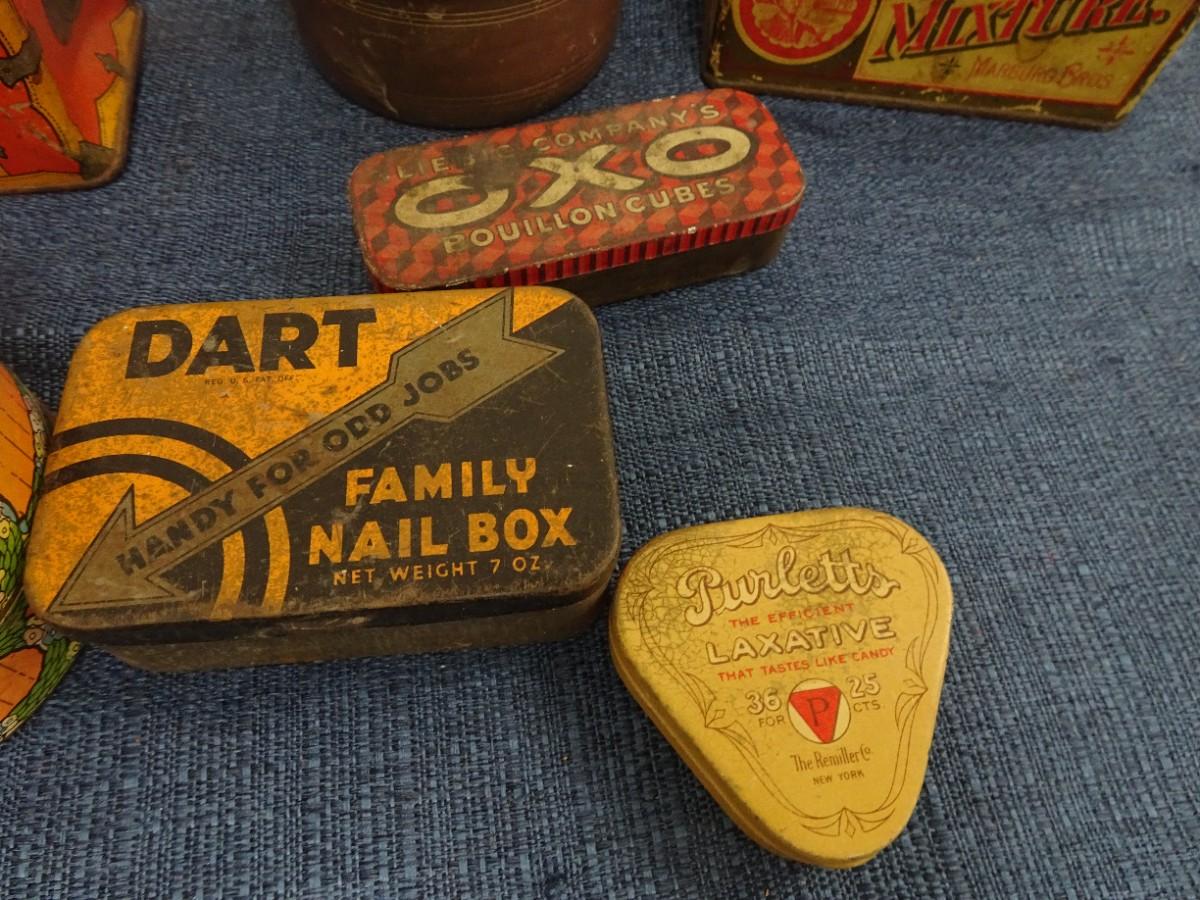 MIXTURE.
MARBURG BROS
LIEBIG COMPANY'S
OXO
BOUILLON CUBES
DART
REG. U. S. PAT. OFF.
HANDY FOR ODD JOBS
FAMILY
NAIL BOX
NET WEIGHT 7 OZ.
Purletts
THE EFFICIENT
LAXATIVE
THAT TASTES LIKE CANDY
36 FOR P 25 CTS.
The Remiller Co.
NEW YORK